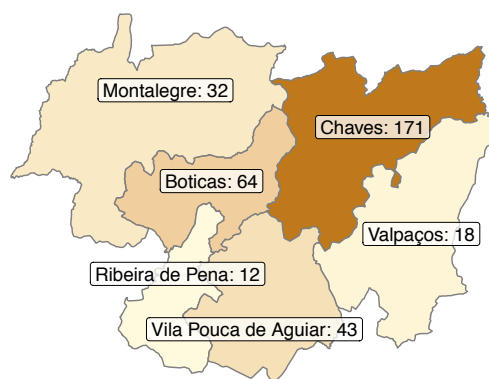 Montalegre: 32
Chaves: 171
Boticas: 64
Valpaços: 18
Ribeira de Pena: 12
Vila Pouca de Aguiar: 43